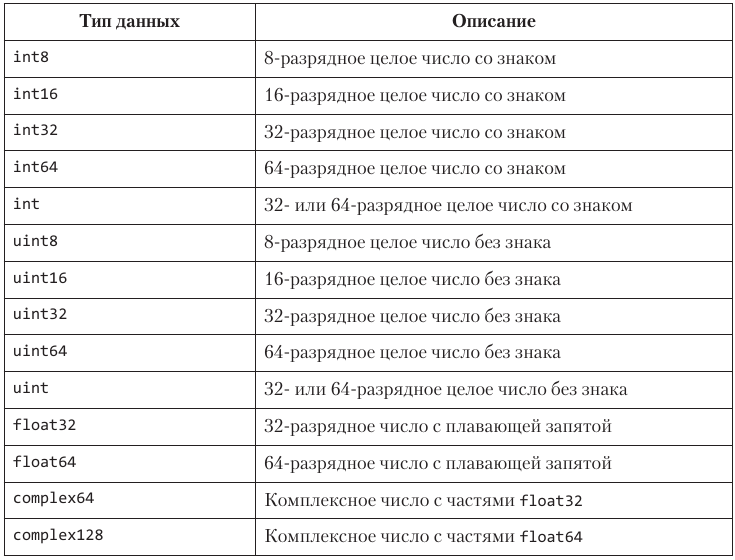 Тип данных Описание
int8 8-разрядное целое число со знаком
int16 16-разрядное целое число со знаком
int32 32-разрядное целое число со знаком
int64 64-разрядное целое число со знаком
int 32- или 64-разрядное целое число со знаком
uint8 8-разрядное целое число без знака
uint16 16-разрядное целое число без знака
uint32 32-разрядное целое число без знака
uint64 64-разрядное целое число без знака
uint 32- или 64-разрядное целое число без знака
float32 32-разрядное число с плавающей запятой
float64 64-разрядное число с плавающей запятой
complex64 Комплексное число с частями float32
complex128 Комплексное число с частями float64